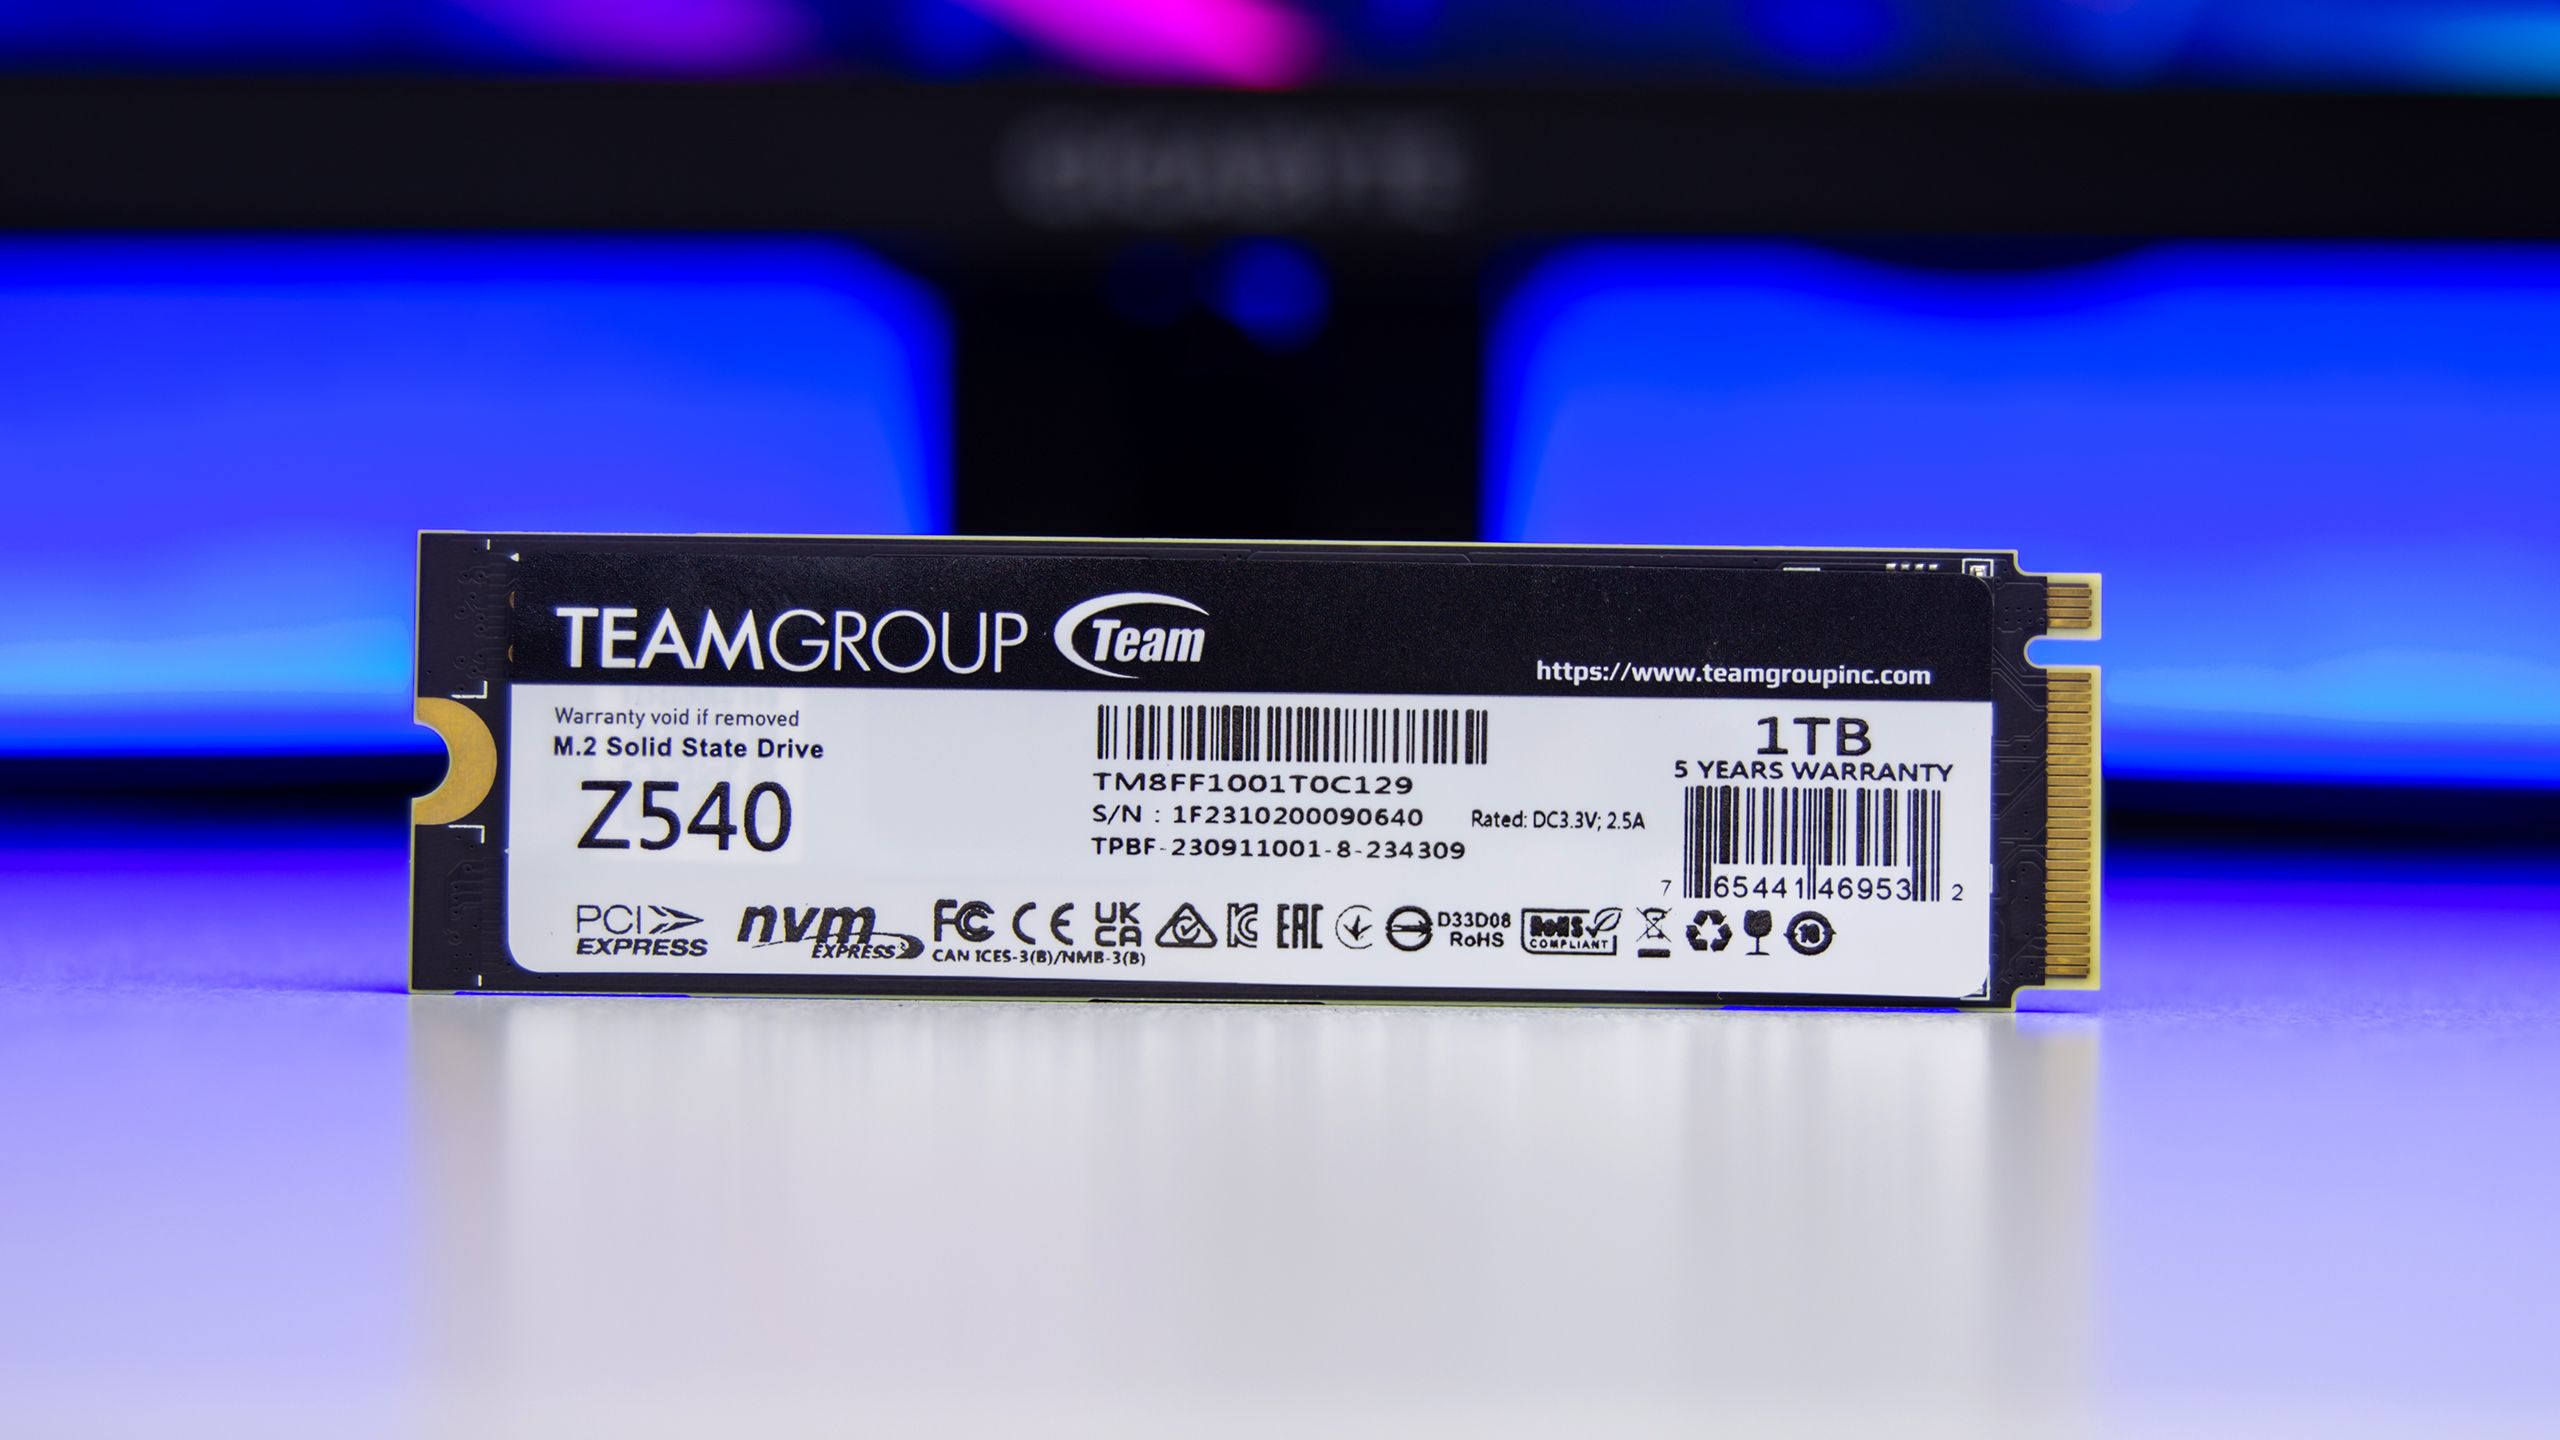 TEAMGROUP Team
https://www.teamgroupinc.com
Warranty void if removed
M.2 Solid State Drive
Z540
TM8FF1001T0C129
S/N : 1F2310200090640
TPBF-230911001-8-234309
Rated: DC3.3V; 2.5A
1TB
5 YEARS WARRANTY
7 65441 46953 2
PCI EXPRESS
nvm EXPRESS
FC CE UK CA EAC
CAN ICES-3(B)/NMB-3(B)
D33D08
RoHS
RoHS
COMPLIANT
10